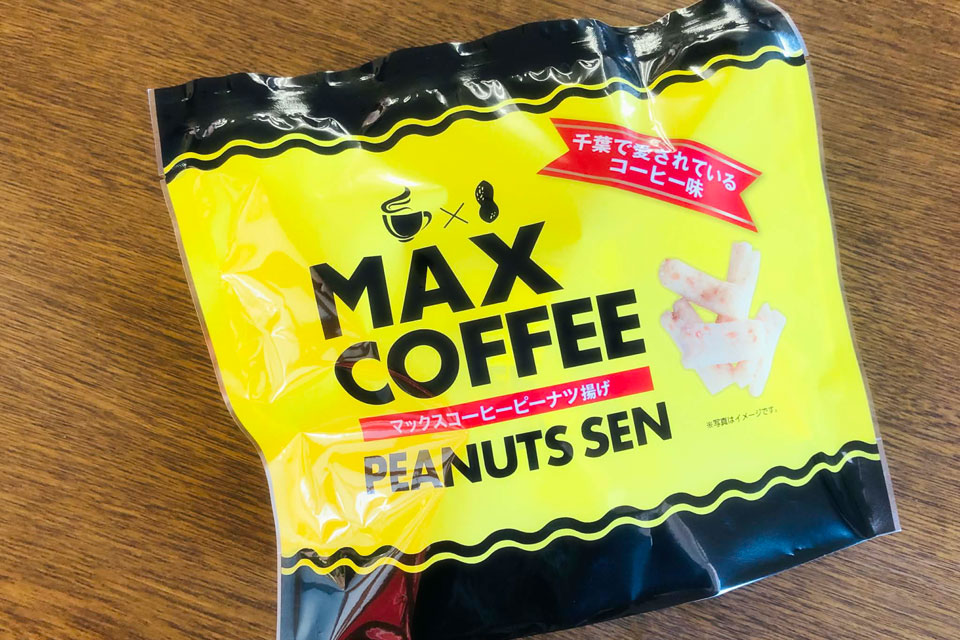 千葉で愛されている
コーヒー味
MAX
COFFEE
マックスコーヒーピーナツ揚げ
PEANUTS SEN
※写真はイメージです。